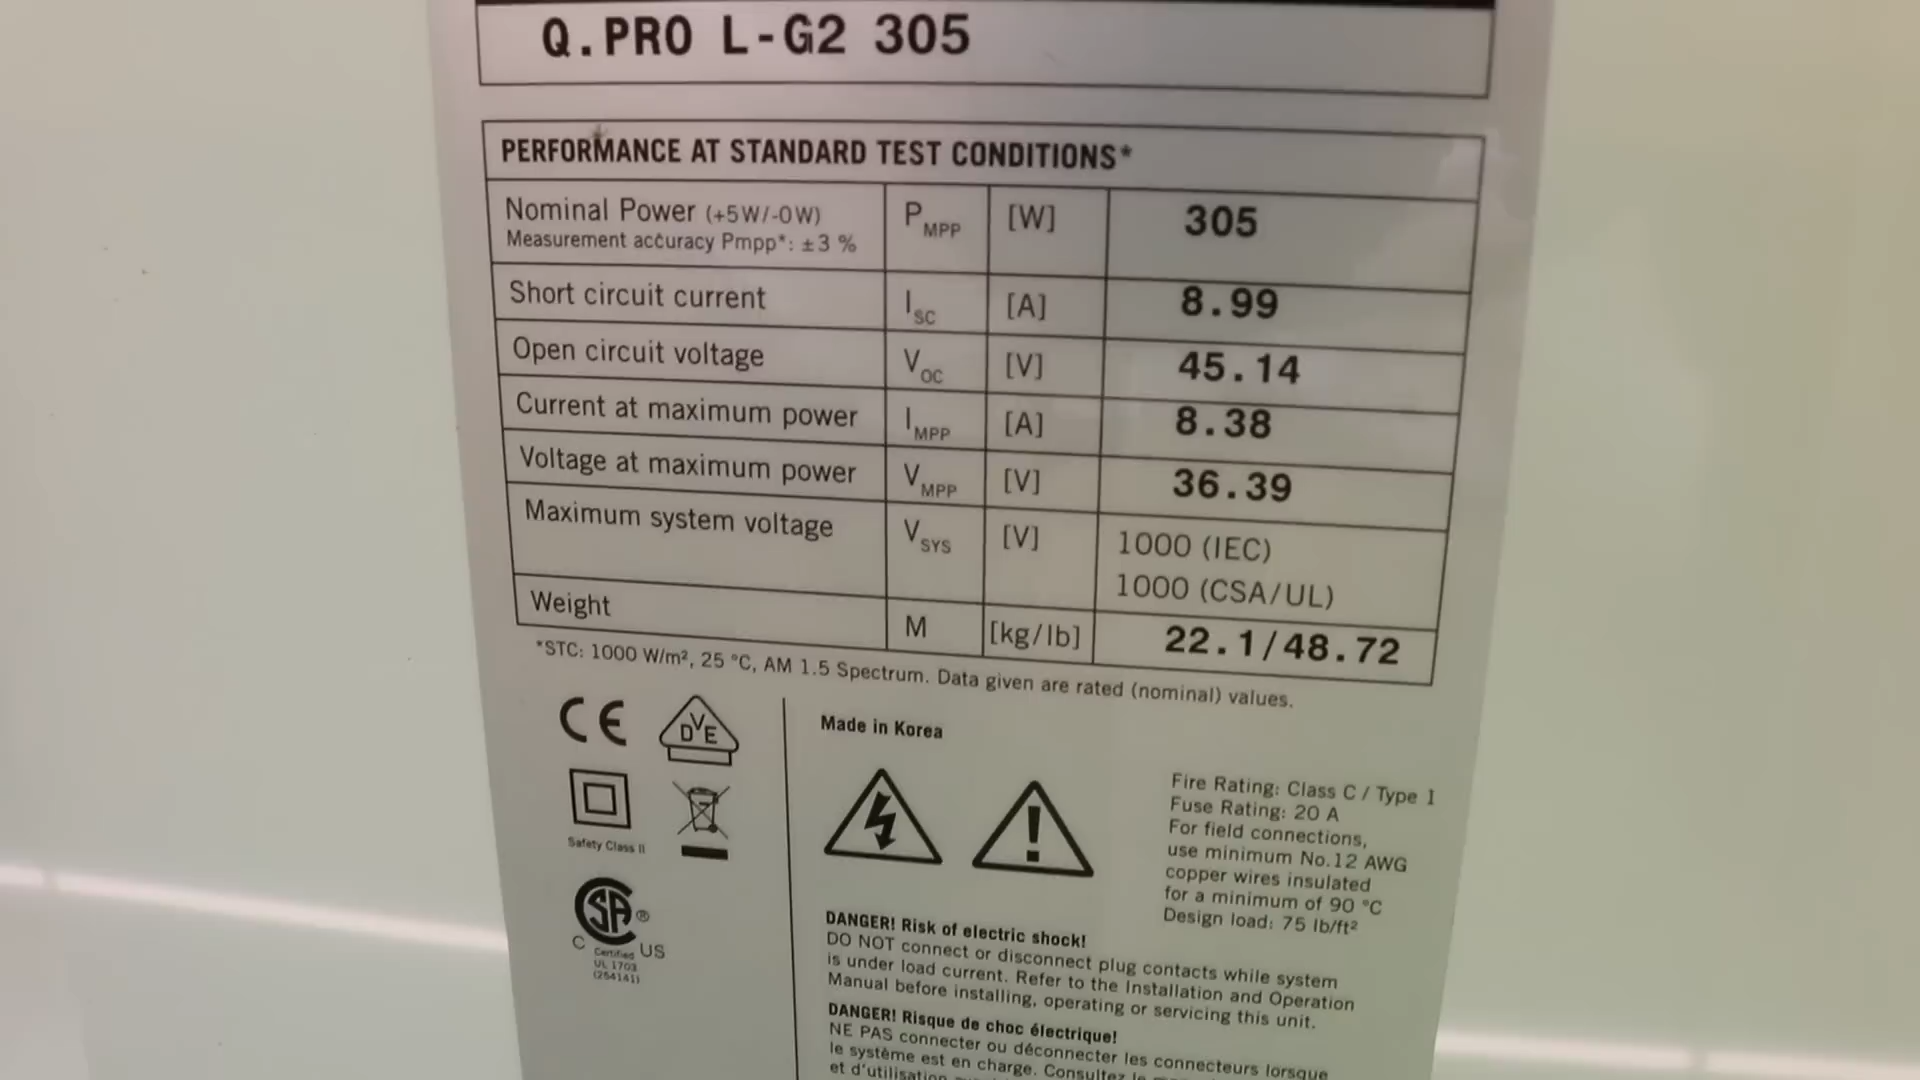 Q.PRO L-G2 305
PERFORMANCE AT STANDARD TEST CONDITIONS*
Nominal Power (+5W/-0W) PMPP [W] 305
Measurement accuracy Pmpp*: ±3 %
Short circuit current ISC [A] 8.99
Open circuit voltage VOC [V] 45.14
Current at maximum power IMPP [A] 8.38
Voltage at maximum power VMPP [V] 36.39
Maximum system voltage VSYS [V] 1000 (IEC)
1000 (CSA/UL)
Weight M [kg/lb] 22.1/48.72
*STC: 1000 W/m², 25 °C, AM 1.5 Spectrum. Data given are rated (nominal) values.
CE
DVE
Safety Class II
CSA®
C US
Certified
UL 1703
(254141)
Made in Korea
Fire Rating: Class C / Type 1
Fuse Rating: 20 A
For field connections,
use minimum No.12 AWG
copper wires insulated
for a minimum of 90 °C
Design load: 75 lb/ft²
DANGER! Risk of electric shock!
DO NOT connect or disconnect plug contacts while system
is under load current. Refer to the Installation and Operation
Manual before installing, operating or servicing this unit.
DANGER! Risque de choc électrique!
NE PAS connecter ou déconnecter les connecteurs lorsque
le système est en charge. Consultez le
et d'utilisation